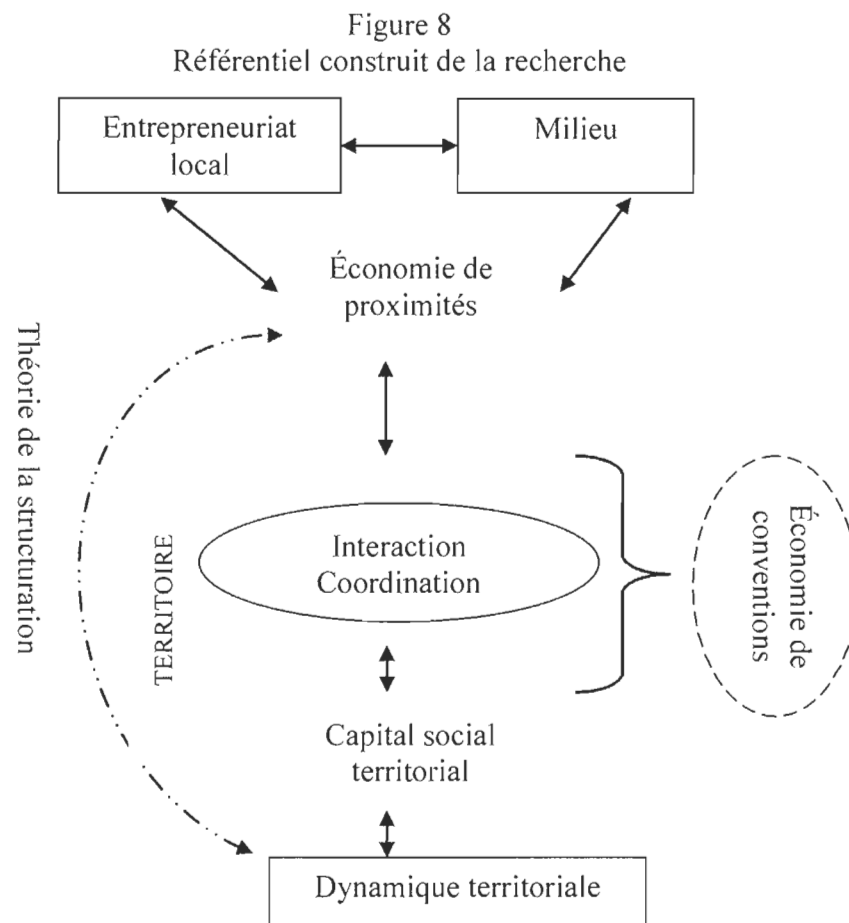 Figure 8
Référentiel construit de la recherche
Entrepreneuriat
local
Milieu
Économie de
proximités
Théorie de la structuration
TERRITOIRE
Interaction
Coordination
Économie de
conventions
Capital social
territorial
Dynamique territoriale